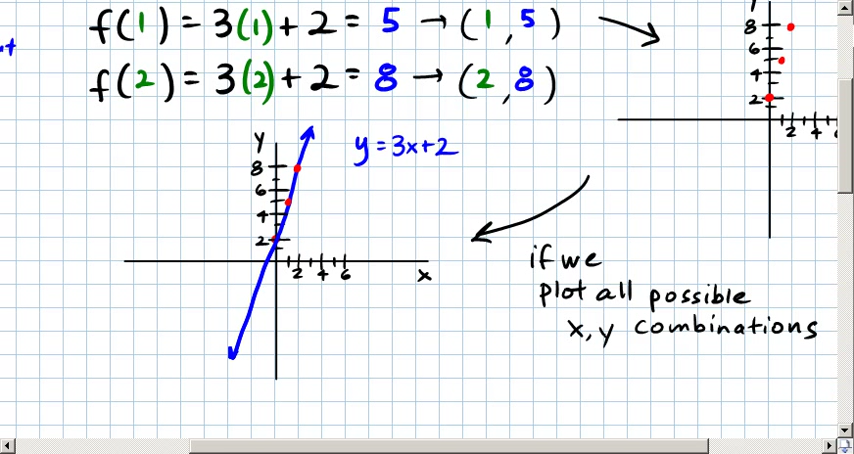 f(1) = 3(1) + 2 = 5 → (1, 5)
f(2) = 3(2) + 2 = 8 → (2, 8)
8
6
4
2
2 4
y
y = 3x+2
8
6
4
2
2 4 6
x
if we
plot all possible
x, y combinations